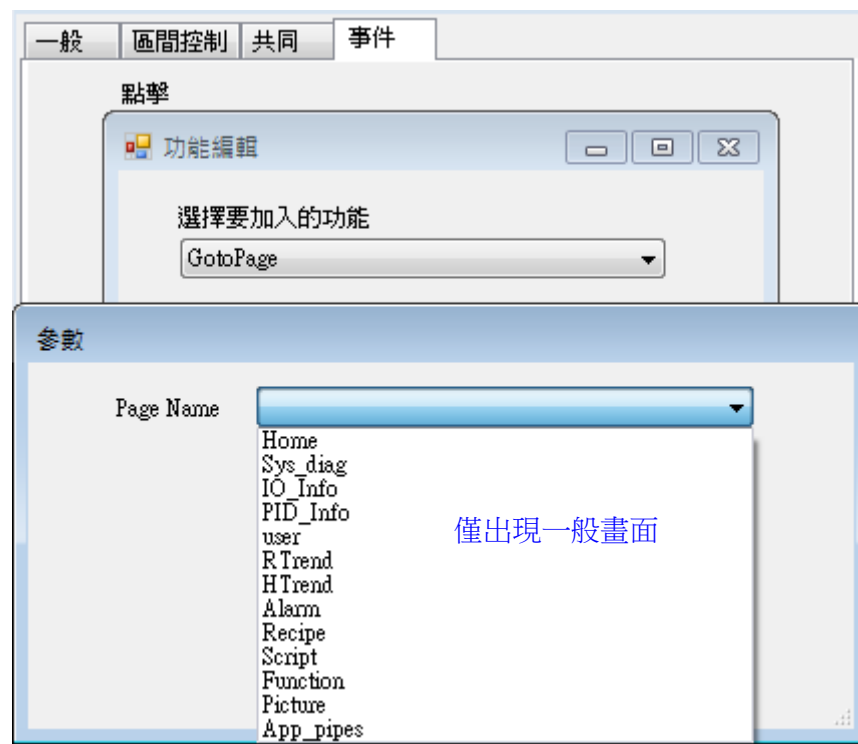 一般 區間控制 共同 事件
點擊
功能編輯
選擇要加入的功能
GotoPage
參數
Page Name
Home
Sys_diag
IO_Info
PID_Info
僅出現一般畫面
user
RTrend
HTrend
Alarm
Recipe
Script
Function
Picture
App_pipes